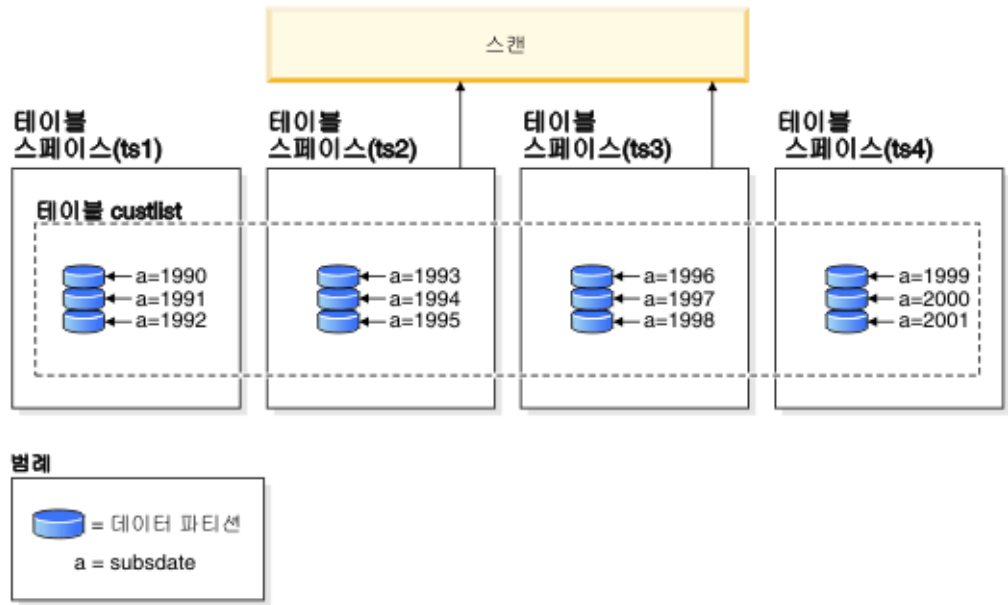 스캔
테이블
스페이스(ts1)
테이블
스페이스(ts2)
테이블
스페이스(ts3)
테이블
스페이스(ts4)
테이블 custlist
a=1990
a=1991
a=1992
a=1993
a=1994
a=1995
a=1996
a=1997
a=1998
a=1999
a=2000
a=2001
범례
= 데이터 파티션
a = subsdate